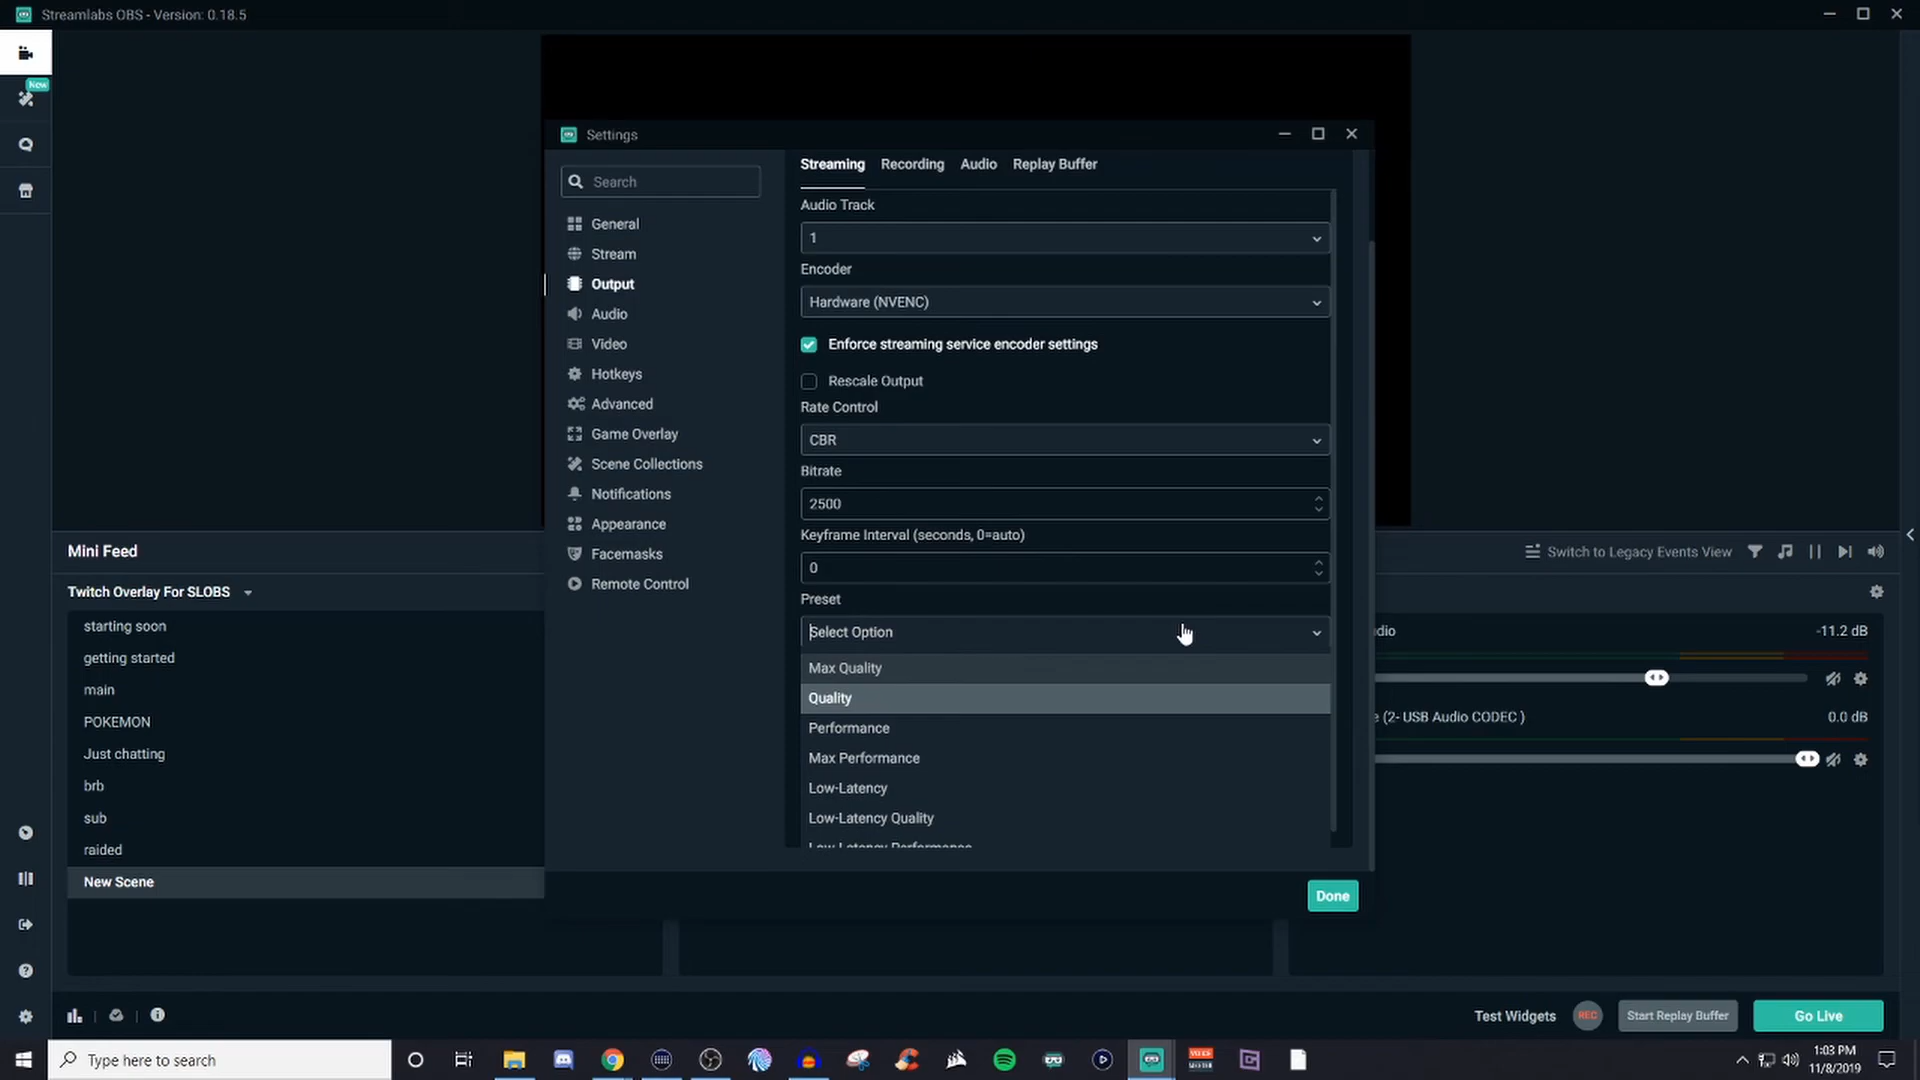 Streamlabs OBS - Version: 0.18.5
New
Settings
Search
General
Stream
Output
Audio
Video
Hotkeys
Advanced
Game Overlay
Scene Collections
Notifications
Appearance
Facemasks
Remote Control
Streaming Recording Audio Replay Buffer
Audio Track
1
Encoder
Hardware (NVENC)
Enforce streaming service encoder settings
Rescale Output
Rate Control
CBR
Bitrate
2500
Keyframe Interval (seconds, 0=auto)
0
Preset
Select Option
Max Quality
Quality
Performance
Max Performance
Low-Latency
Low-Latency Quality
Low-Latency Performance
Done
Mini Feed
Switch to Legacy Events View
Twitch Overlay For SLOBS
starting soon
getting started
main
POKEMON
Just chatting
brb
sub
raided
New Scene
dio -11.2 dB
e (2- USB Audio CODEC ) 0.0 dB
Test Widgets REC Start Replay Buffer Go Live
Type here to search
1:03 PM
11/8/2019